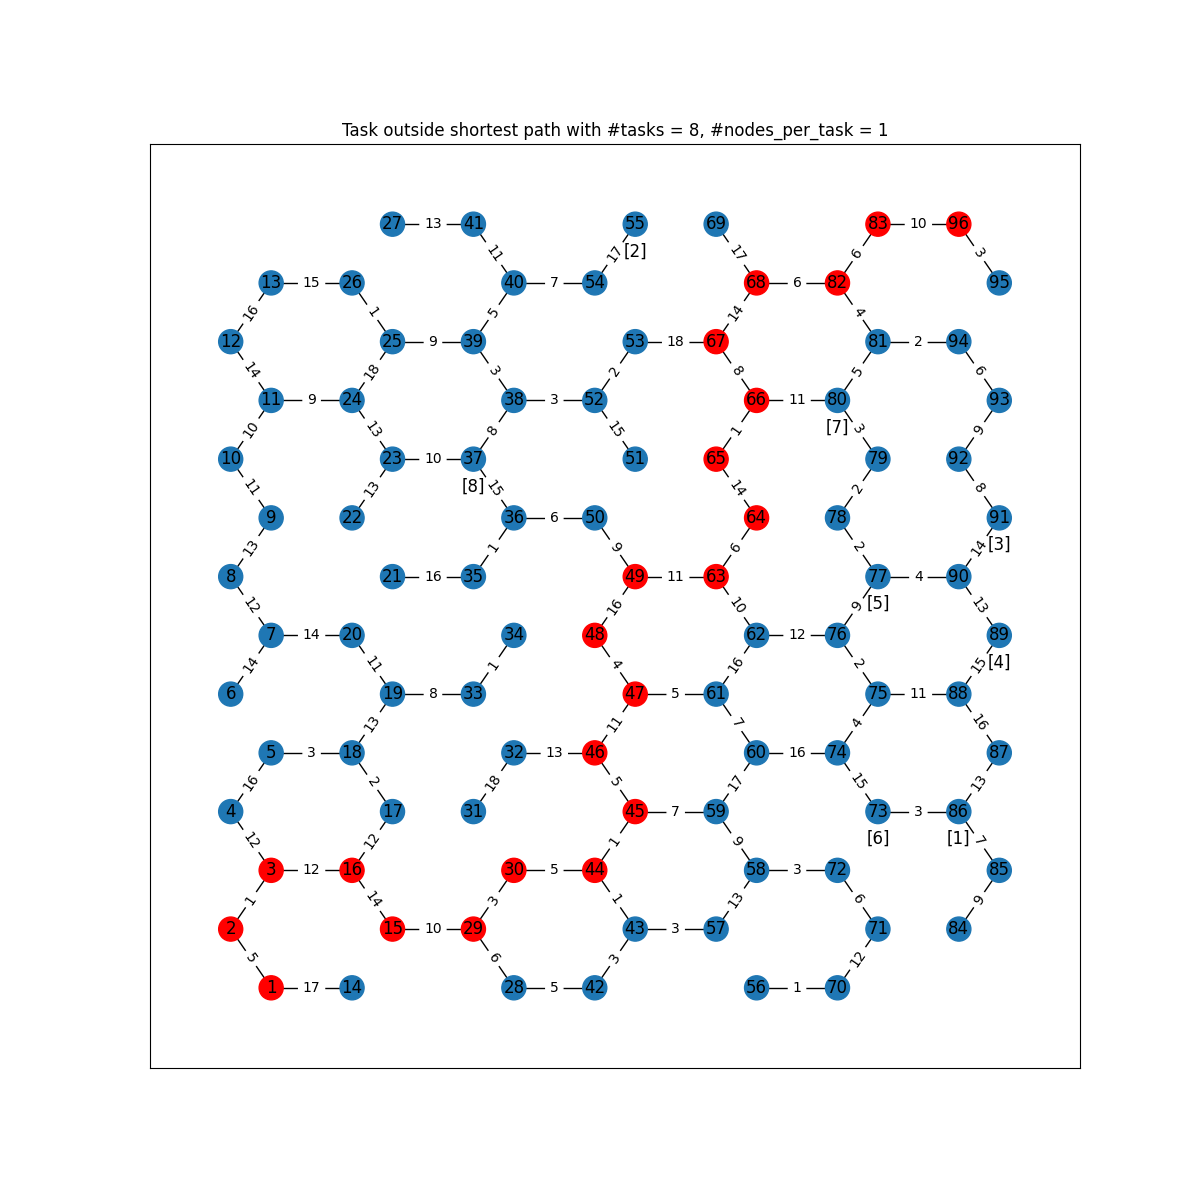 Task outside shortest path with #tasks = 8, #nodes_per_task = 1
27 13 41 55 69 83 10 96
11 17 [2] 17 6 3
13 15 26 40 7 54 68 6 82 95
16 1 5 14 4
12 25 9 39 53 18 67 81 2 94
14 18 3 2 8 5 6
11 9 24 38 3 52 66 11 80 93
10 13 8 15 1 [7] 3 9
10 23 10 37 51 65 79 92
11 13 [8] 15 14 2 8
9 22 36 6 50 64 78 91
13 1 9 6 2 14 [3]
8 21 16 35 49 11 63 77 4 90
12 16 10 9 [5] 13
7 14 20 34 48 62 12 76 89
14 11 1 4 16 2 15 [4]
6 19 8 33 47 5 61 75 11 88
13 11 7 4 16
5 3 18 32 13 46 60 16 74 87
16 2 18 5 17 15 13
4 17 31 45 7 59 73 3 86
12 12 1 9 [6] [1] 7
3 12 16 30 5 44 58 3 72 85
1 14 3 1 13 6 9
2 15 10 29 43 3 57 71 84
5 6 3 12
1 17 14 28 5 42 56 1 70